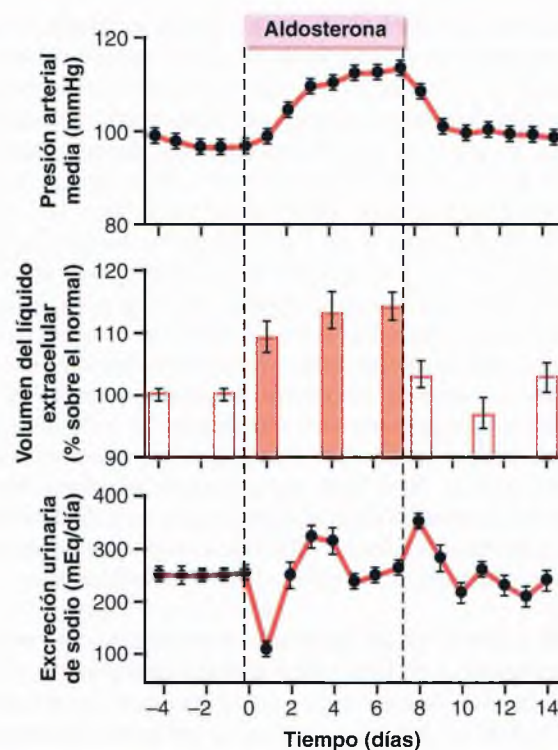 Aldosterona
Presión arterial
media (mmHg)
120
100
80
Volumen del líquido
extracelular
(% sobre el normal)
120
110
100
90
Excreción urinaria
de sodio (mEq/día)
400
300
200
100
−4 −2 0 2 4 6 8 10 12 14
Tiempo (días)